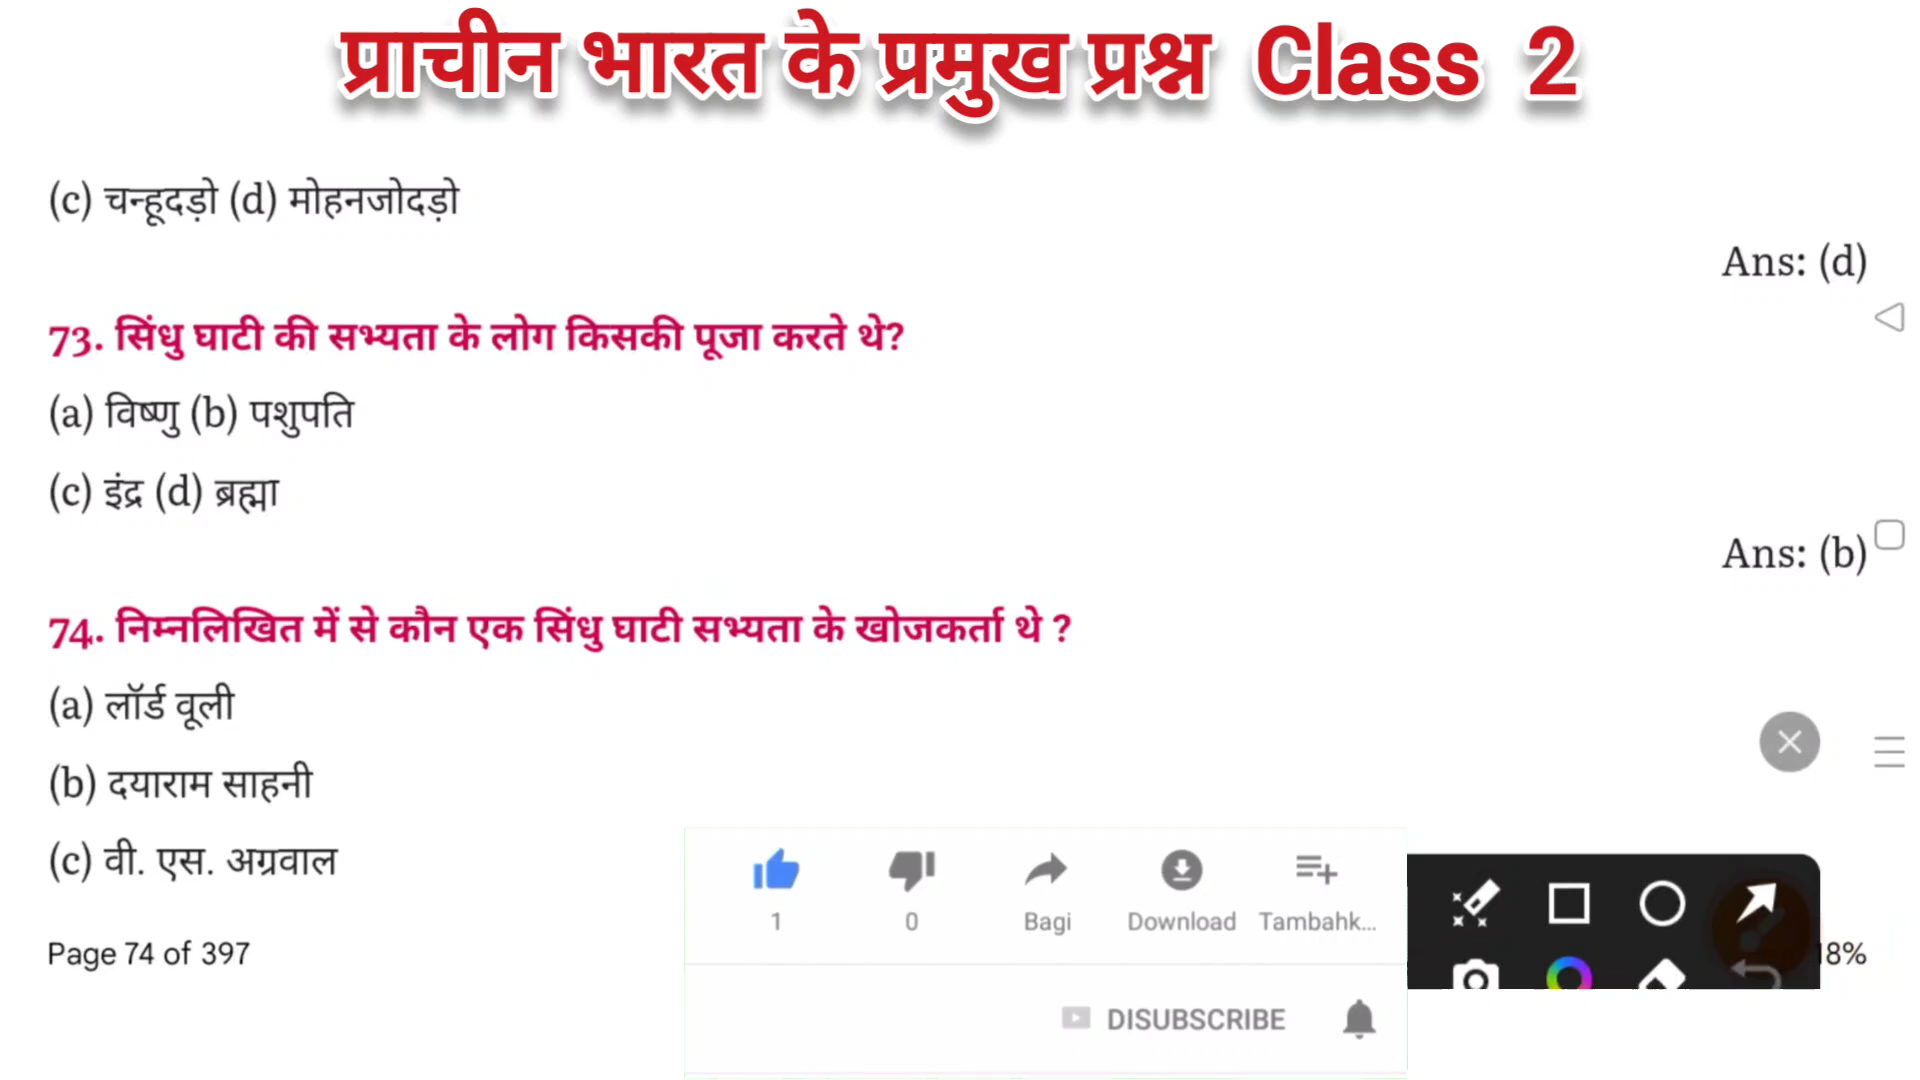 प्राचीन भारत के प्रमुख प्रश्न Class 2
(c) चन्हूदड़ो (d) मोहनजोदड़ो
Ans: (d)
73. सिंधु घाटी की सभ्यता के लोग किसकी पूजा करते थे?
(a) विष्णु (b) पशुपति
(c) इंद्र (d) ब्रह्मा
Ans: (b)
74. निम्नलिखित में से कौन एक सिंधु घाटी सभ्यता के खोजकर्ता थे ?
(a) लॉर्ड वूली
(b) दयाराम साहनी
(c) वी. एस. अग्रवाल
1 0 Bagi Download Tambahk...
Page 74 of 397
18%
DISUBSCRIBE